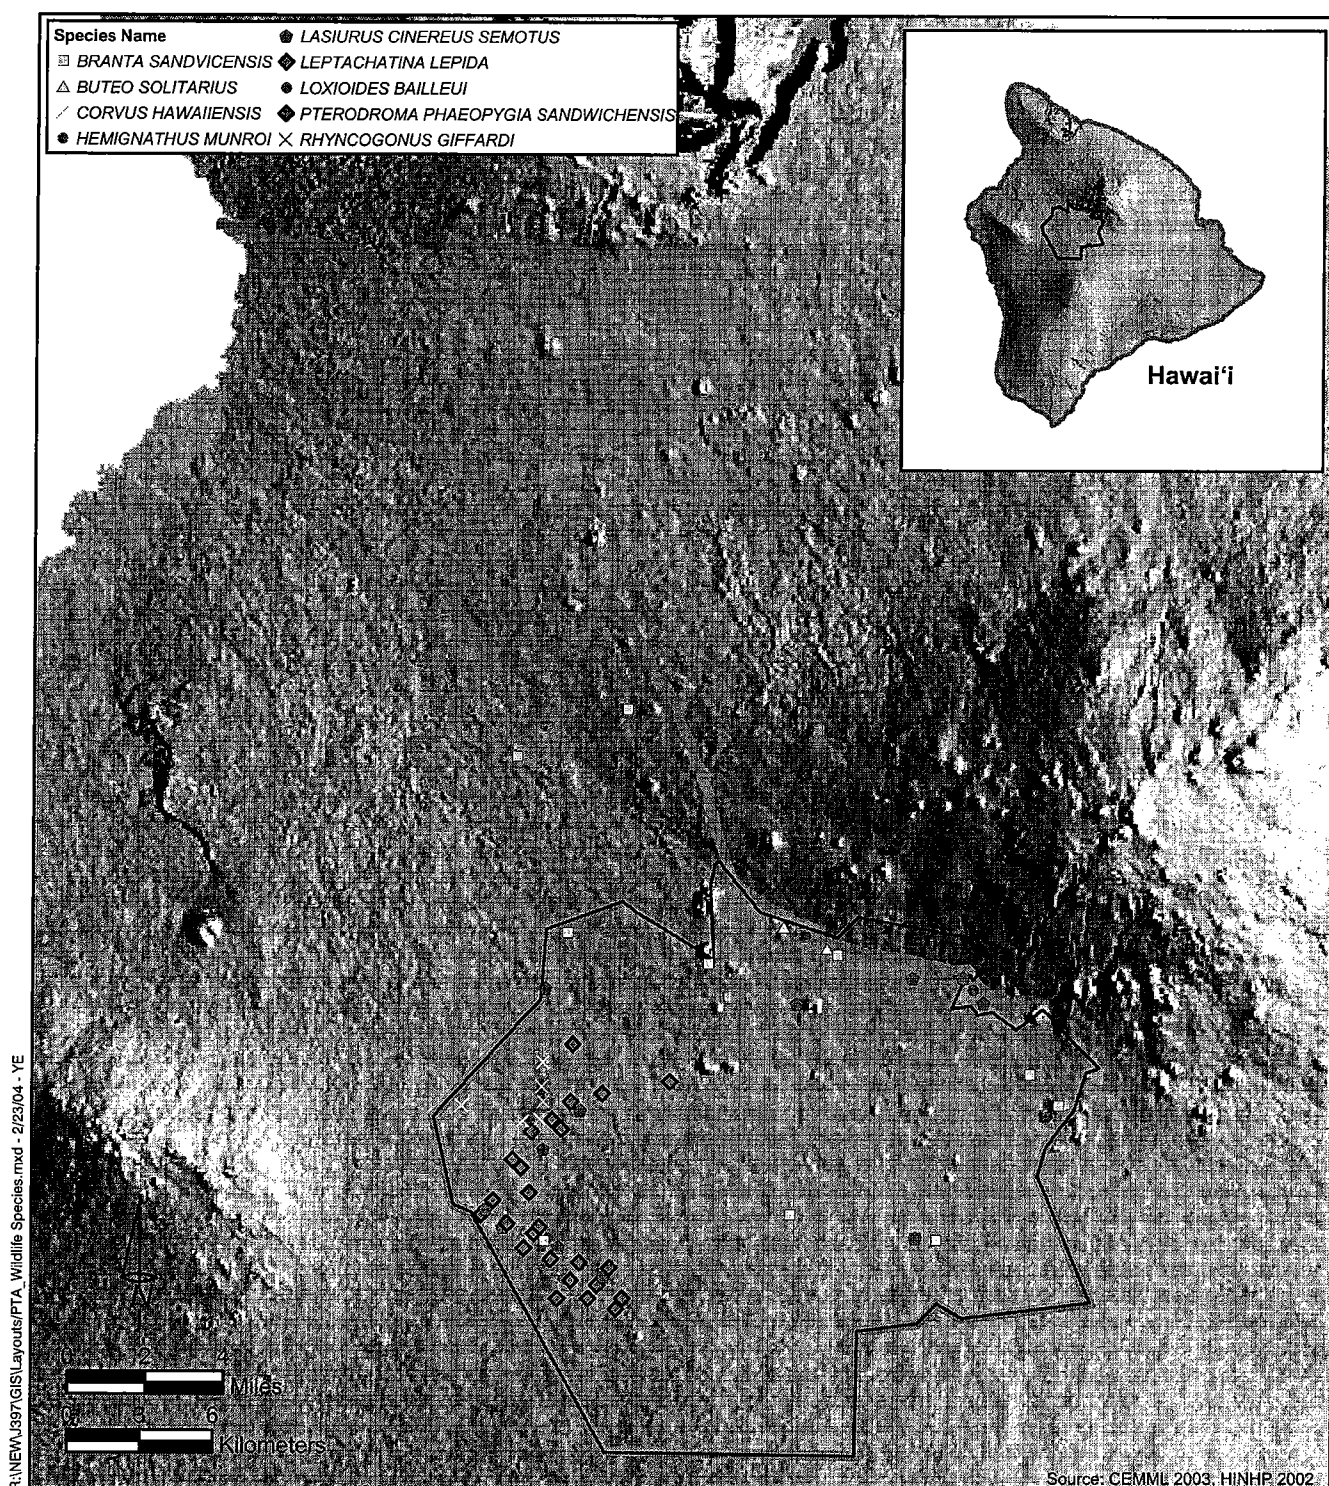 Species Name
BRANTA SANDVICENSIS
BUTEO SOLITARIUS
CORVUS HAWAIIENSIS
HEMIGNATHUS MUNROI
LASIURUS CINEREUS SEMOTUS
LEPTACHATINA LEPIDA
LOXIOIDES BAILLEUI
PTERODROMA PHAEOPYGIA SANDWICHENSIS
RHYNCOGONUS GIFFARDI
Hawai‘i
N
0 2 4
Miles
0 3 6
Kilometers
Source: CEMML 2003, HINHP 2002
R:\NEW\J397\GIS\Layouts/PTA_Wildlife Species.mxd - 2/23/04 - YE